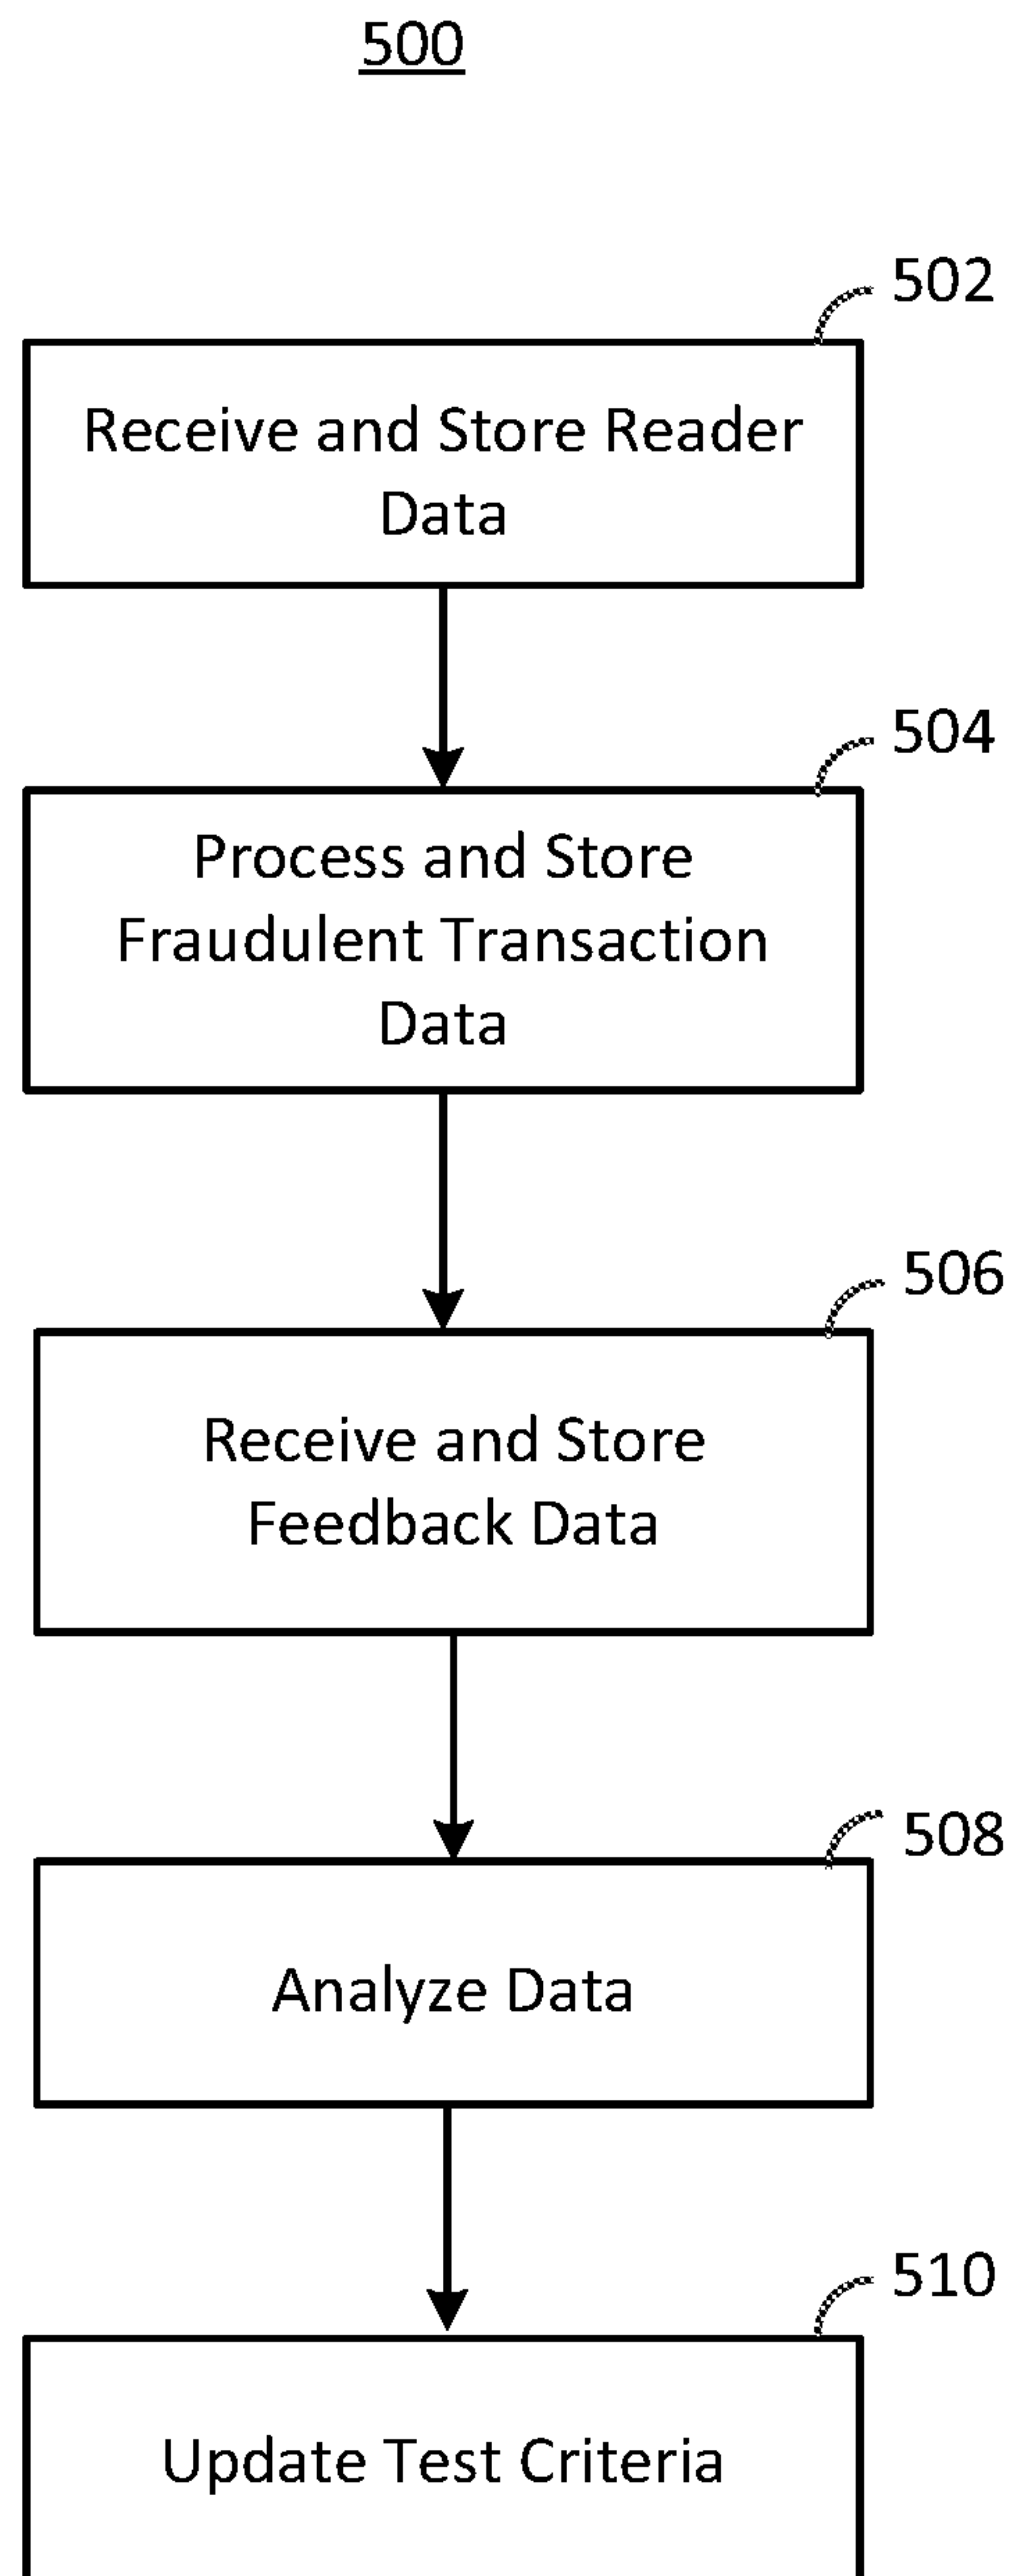 500
502
Receive and Store Reader
Data
504
Process and Store
Fraudulent Transaction
Data
506
Receive and Store
Feedback Data
508
Analyze Data
510
Update Test Criteria